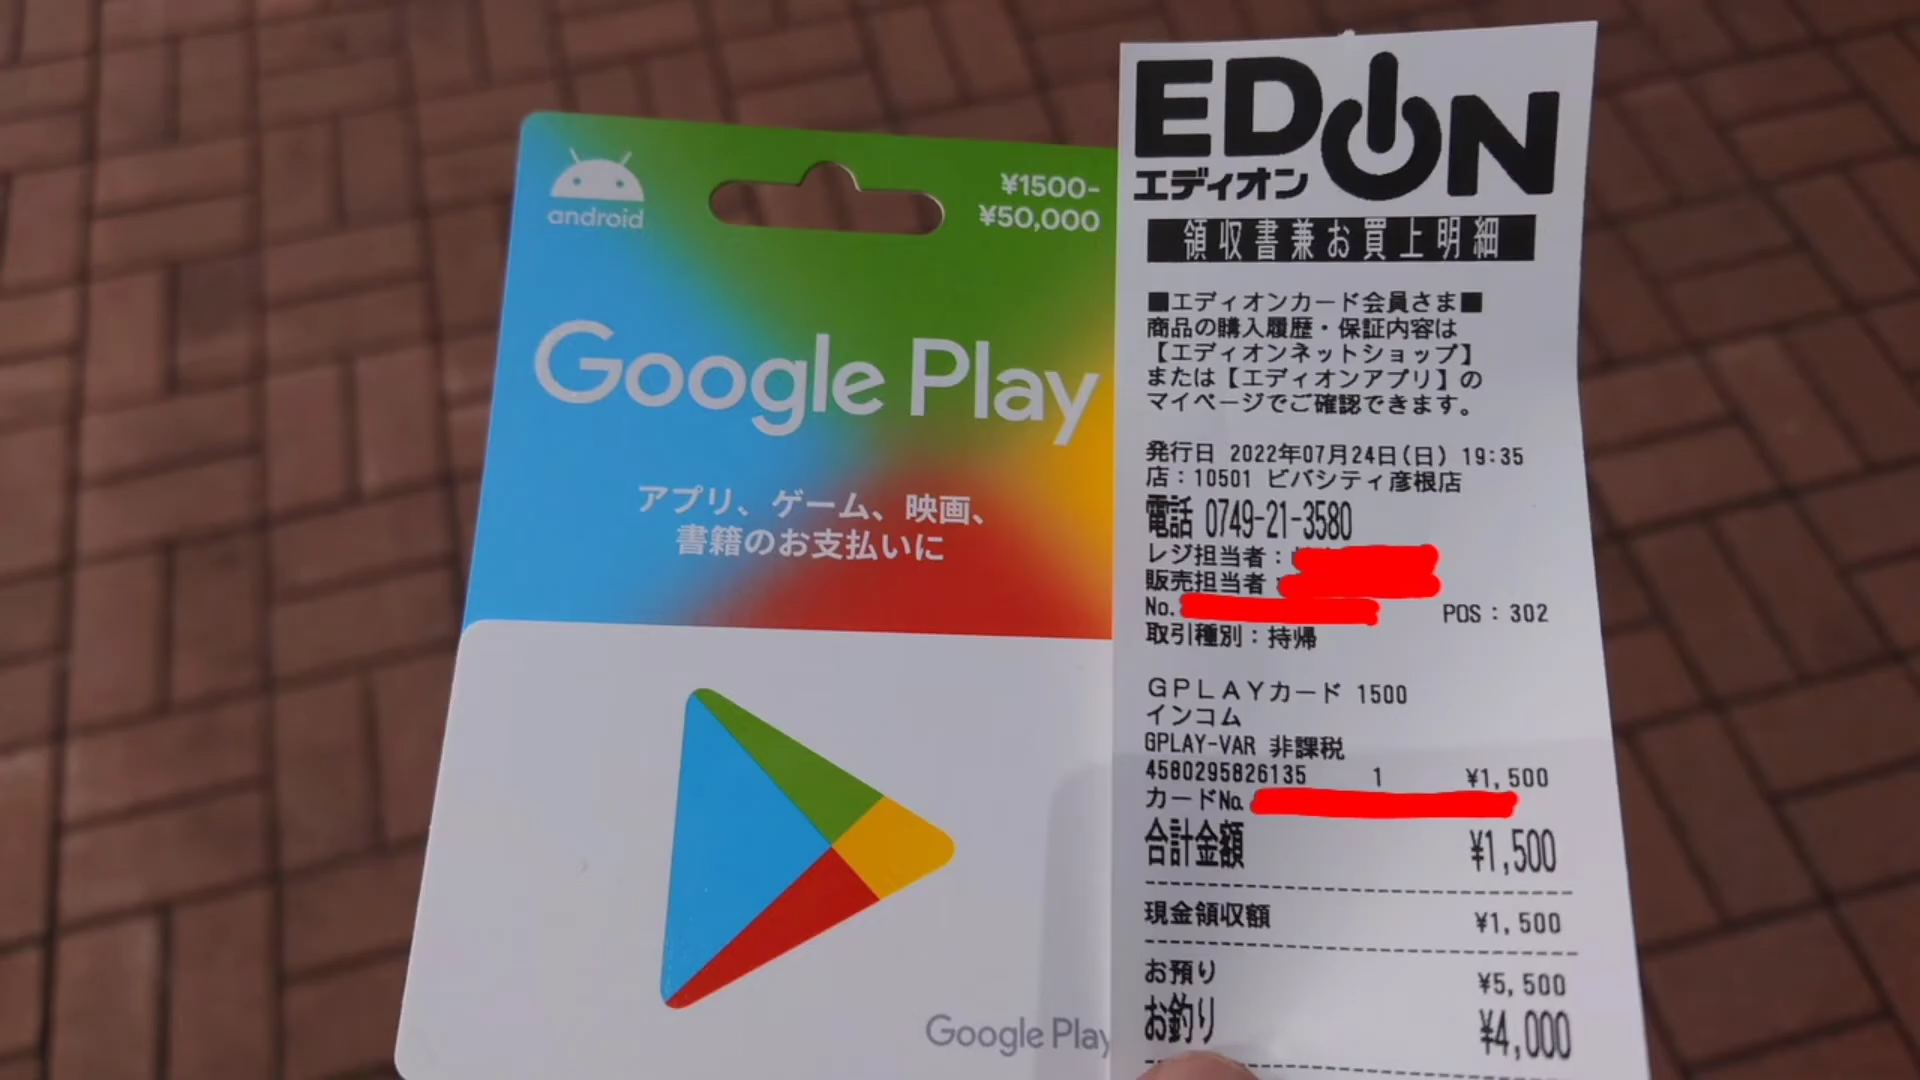 android
¥1500-
¥50,000
Google Play
アプリ、ゲーム、映画、
書籍のお支払いに
Google Play
EDION
エディオン
領収書兼お買上明細
■エディオンカード会員さま■
商品の購入履歴・保証内容は
【エディオンネットショップ】
または【エディオンアプリ】の
マイページでご確認できます。
発行日 2022年07月24日(日) 19:35
店:10501 ビバシティ彦根店
電話 0749-21-3580
レジ担当者:
販売担当者:
No.
POS : 302
取引種別:持帰
GPLAYカード 1500
インコム
GPLAY-VAR 非課税
4580295826135 1 ¥1,500
カードNo.
合計金額 ¥1,500
現金領収額 ¥1,500
お預り ¥5,500
お釣り ¥4,000